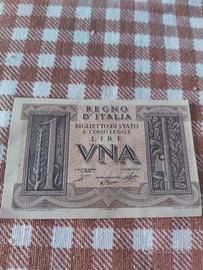 REGNO
D'ITALIA
BIGLIETTO DI STATO
A CORSO LEGALE
LIRE
VNA